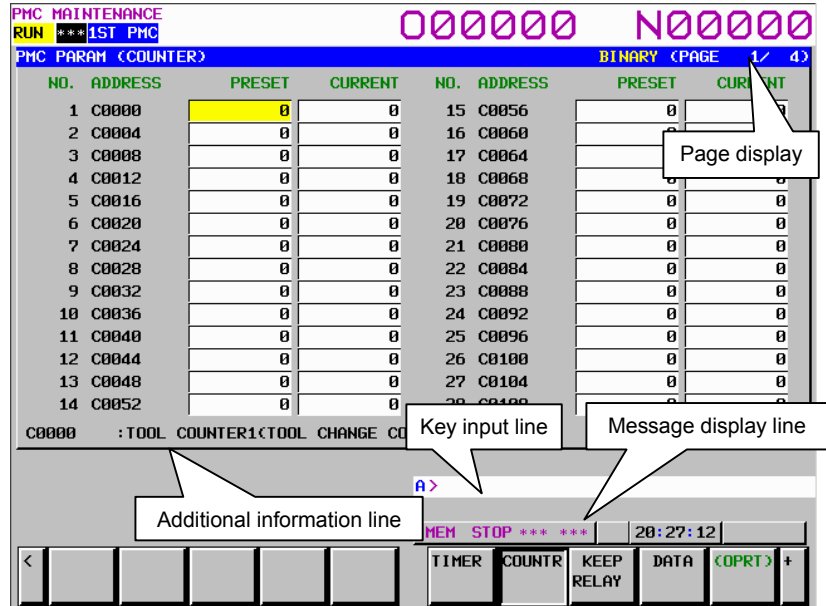 PMC MAINTENANCE
RUN *** 1ST PMC O00000 N00000
PMC PARAM (COUNTER) BINARY (PAGE 1/ 4)
NO. ADDRESS PRESET CURRENT NO. ADDRESS PRESET
1 C0000 0 0 15 C0056 0 0
2 C0004 0 0 16 C0060 0
3 C0008 0 0 17 C0064 0
Page display
4 C0012 0 0 18 C0068
5 C0016 0 0 19 C0072 0 0
6 C0020 0 0 20 C0076 0 0
7 C0024 0 0 21 C0080 0 0
8 C0028 0 0 22 C0084 0 0
9 C0032 0 0 23 C0088 0 0
10 C0036 0 0 24 C0092 0 0
11 C0040 0 0 25 C0096 0 0
12 C0044 0 0 26 C0100 0 0
13 C0048 0 0 27 C0104 0 0
14 C0052 0 0
C0000 :TOOL COUNTER1(TOOL CHANGE
Key input line
Message display line
A>
Additional information line
MEM STOP *** *** 20:27:12
< TIMER COUNTR KEEP RELAY DATA (OPRT) +